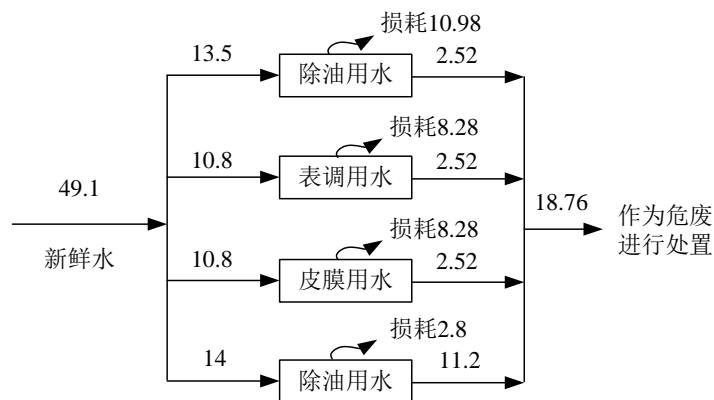 损耗10.98
13.5
除油用水
2.52
损耗8.28
10.8
表调用水
2.52
49.1
新鲜水
18.76
作为危废
进行处置
损耗8.28
10.8
皮膜用水
2.52
损耗2.8
14
除油用水
11.2